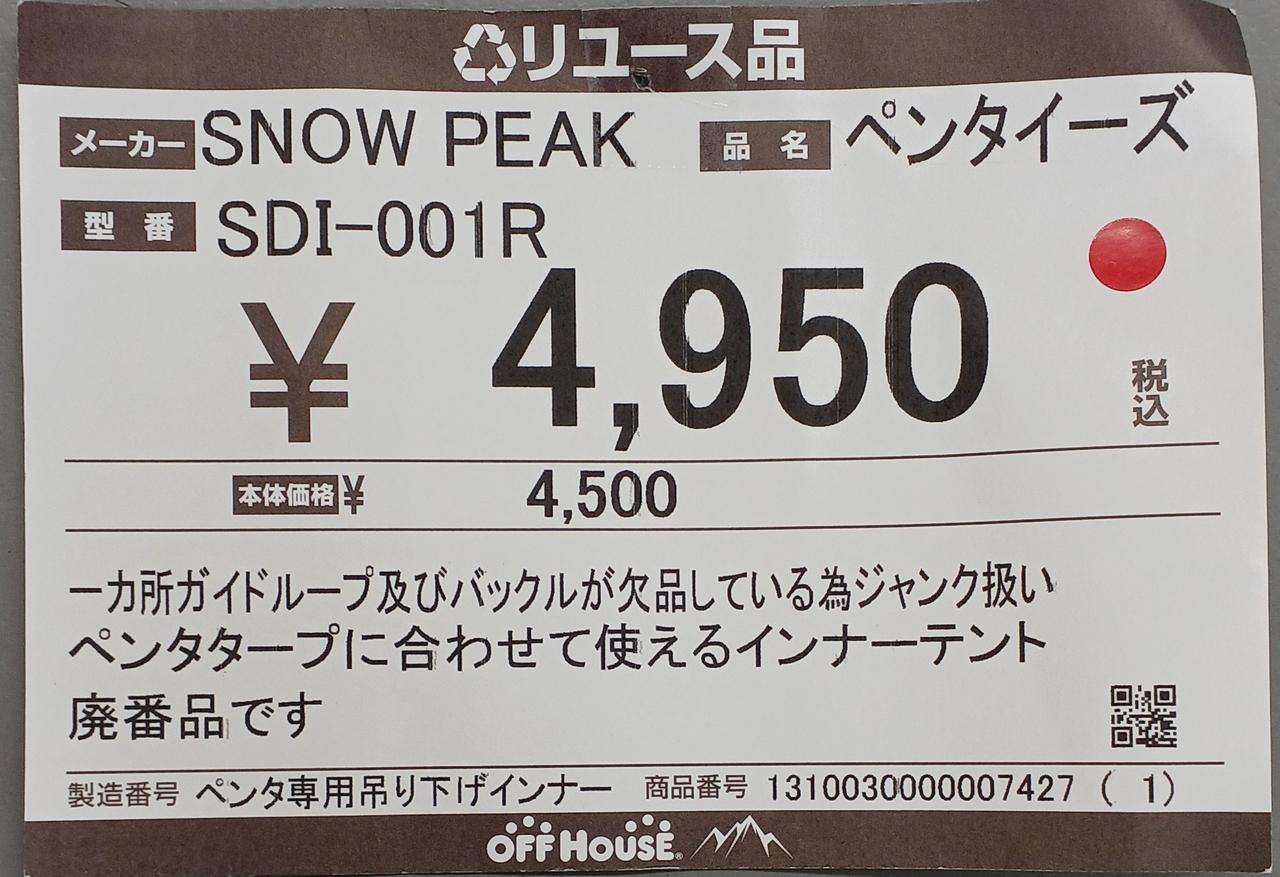 リユース品
メーカー SNOW PEAK 品名 ペンタイーズ
型番 SDI-001R
¥ 4,950 税込
本体価格¥ 4,500
一カ所ガイドループ及びバックルが欠品している為ジャンク扱い
ペンタタープに合わせて使えるインナーテント
廃番品です
製造番号 ペンタ専用吊り下げインナー 商品番号 1310030000007427 ( 1)
OFF HOUSE